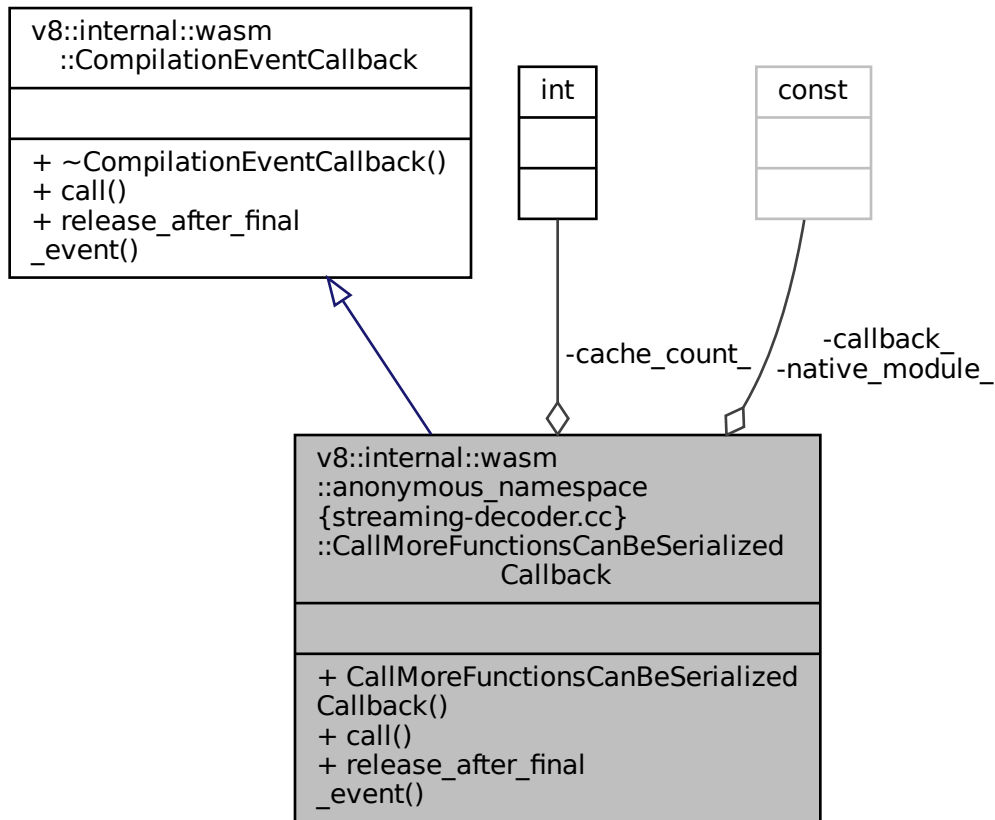 v8::internal::wasm
::CompilationEventCallback
+ ~CompilationEventCallback()
+ call()
+ release_after_final
_event()
int
const
-cache_count_
-callback_
-native_module_
v8::internal::wasm
::anonymous_namespace
{streaming-decoder.cc}
::CallMoreFunctionsCanBeSerialized
Callback
+ CallMoreFunctionsCanBeSerialized
Callback()
+ call()
+ release_after_final
_event()